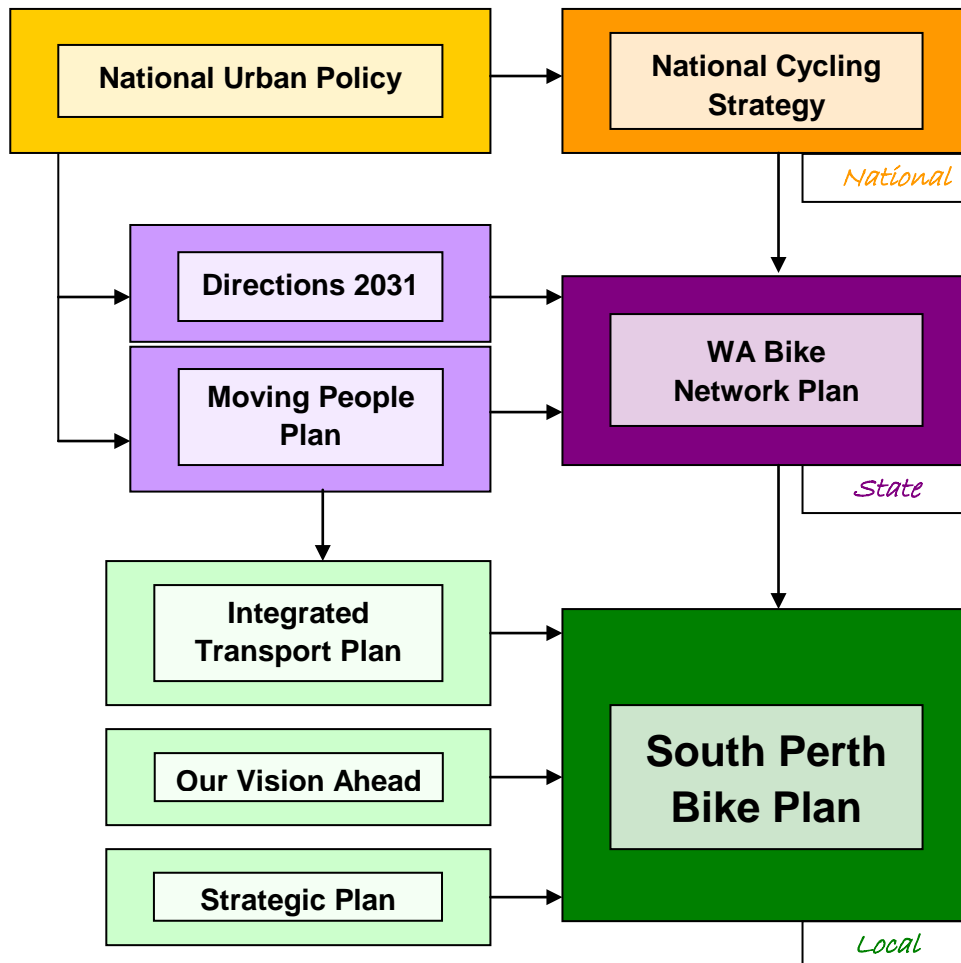 National Urban Policy
National Cycling
Strategy
National
Directions 2031
Moving People
Plan
WA Bike
Network Plan
State
Integrated
Transport Plan
Our Vision Ahead
Strategic Plan
South Perth
Bike Plan
Local